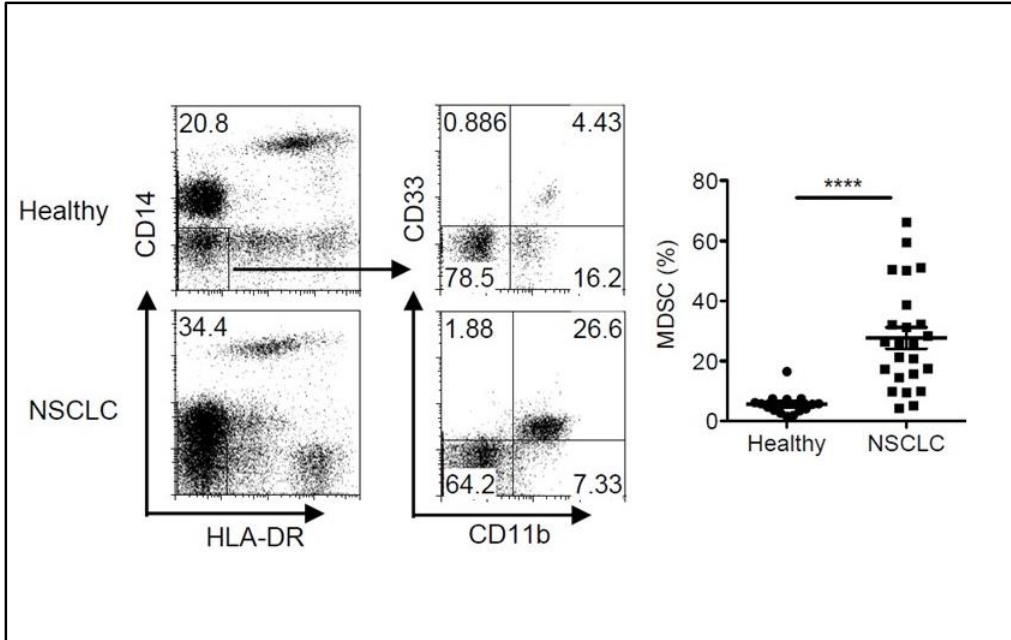 20.8
0.886 4.43
CD14
CD33
Healthy
78.5 16.2
34.4
1.88 26.6
NSCLC
64.2 7.33
HLA-DR
CD11b
80
60
40
20
0
MDSC (%)
****
Healthy NSCLC